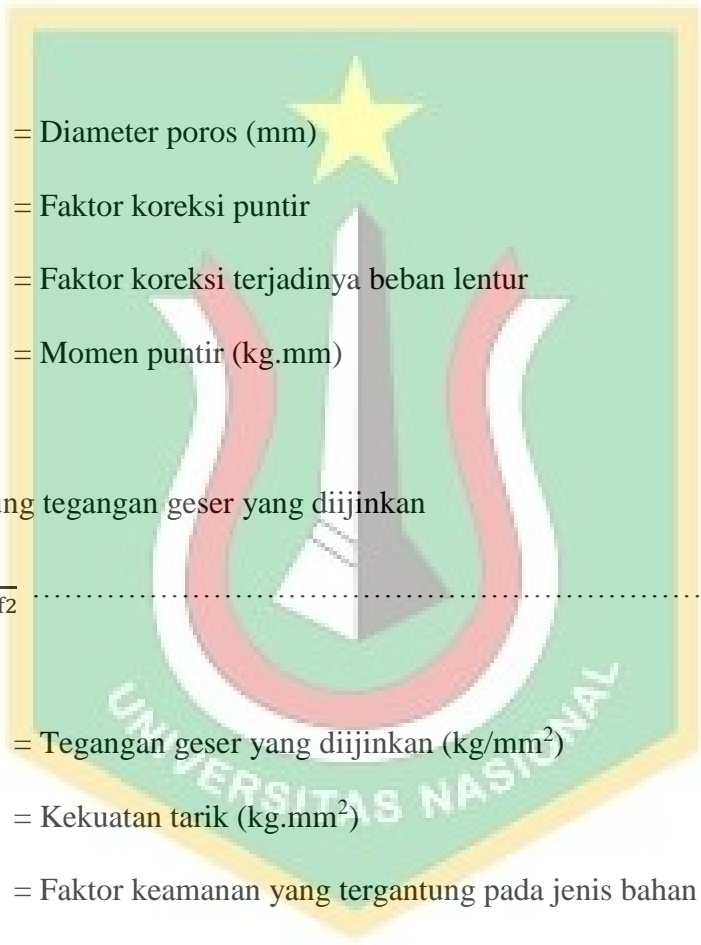 = Diameter poros (mm)
= Faktor koreksi puntir
= Faktor koreksi terjadinya beban lentur
= Momen puntir (kg.mm)
ung tegangan geser yang diijinkan
f2 ........................................................................
= Tegangan geser yang diijinkan (kg/mm²)
= Kekuatan tarik (kg.mm²)
= Faktor keamanan yang tergantung pada jenis bahan
UNIVERSITAS NASIONAL